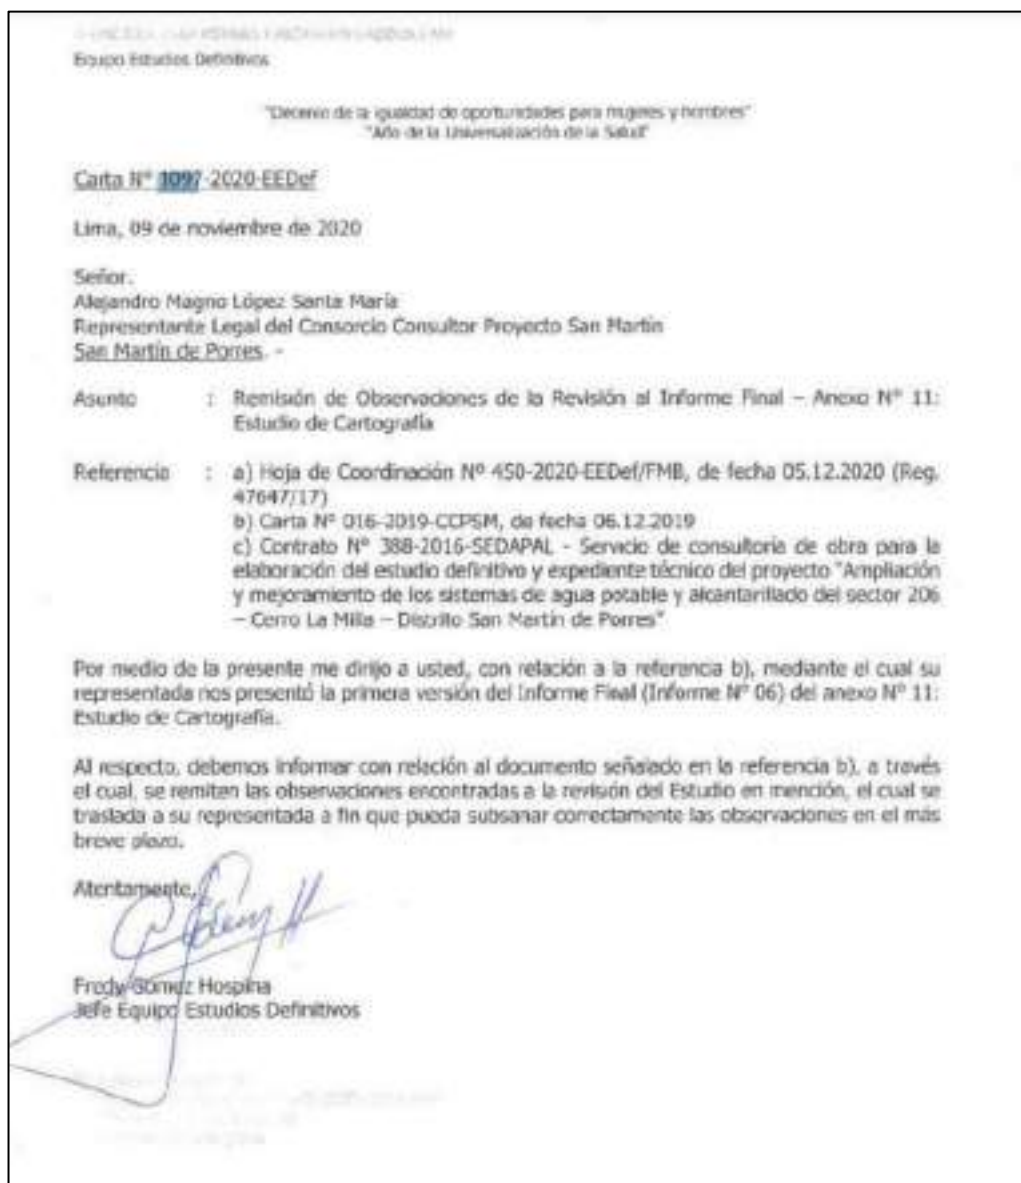 Equipo Estudios Definitivos
"Decenio de la igualdad de oportunidades para mujeres y hombres"
"Año de la Universalización de la Salud"
Carta N° 1097-2020-EEDef
Lima, 09 de noviembre de 2020
Señor.
Alejandro Magno López Santa María
Representante Legal del Consorcio Consultor Proyecto San Martín
San Martín de Porres. -
Asunto : Remisión de Observaciones de la Revisión al Informe Final – Anexo N° 11:
Estudio de Cartografía
Referencia : a) Hoja de Coordinación Nº 450-2020-EEDef/FMB, de fecha 05.12.2020 (Reg.
47647/17)
b) Carta N° 016-2019-CCPSM, de fecha 06.12.2019
c) Contrato N° 388-2016-SEDAPAL - Servicio de consultoría de obra para la
elaboración del estudio definitivo y expediente técnico del proyecto "Ampliación
y mejoramiento de los sistemas de agua potable y alcantarillado del sector 206
– Cerro La Milla – Distrito San Martín de Porres"
Por medio de la presente me dirijo a usted, con relación a la referencia b), mediante el cual su
representada nos presentó la primera versión del Informe Final (Informe N° 06) del anexo N° 11:
Estudio de Cartografía.
Al respecto, debemos informar con relación al documento señalado en la referencia b), a través
el cual, se remiten las observaciones encontradas a la revisón del Estudio en mención, el cual se
traslada a su representada a fin que pueda subsanar correctamente las observaciones en el más
breve plazo.
Atentamente,
Fredy Gómez Hospina
Jefe Equipo Estudios Definitivos